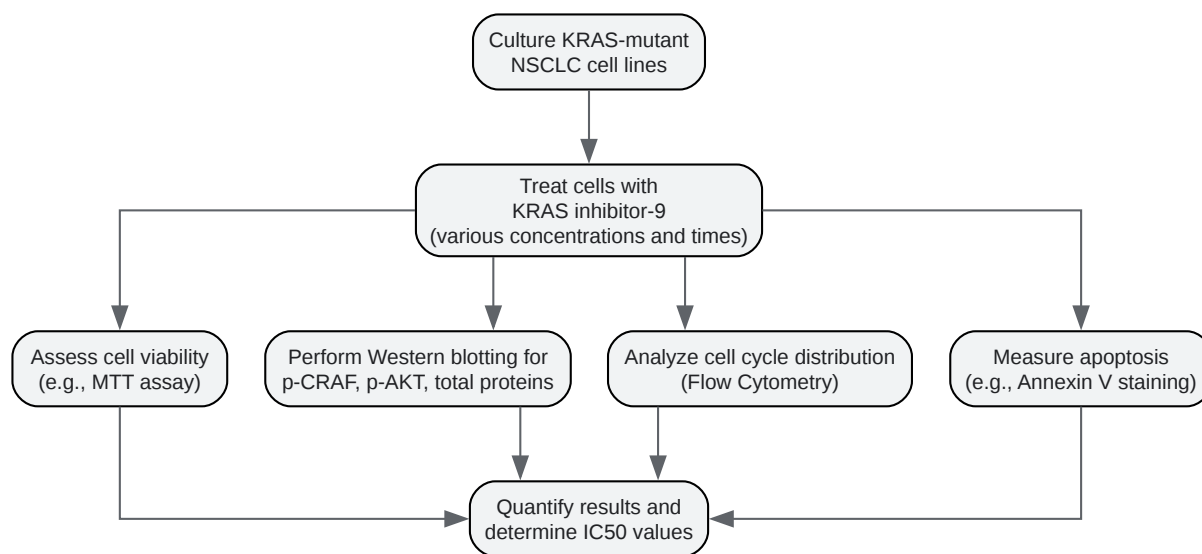 Culture KRAS-mutant
NSCLC cell lines
Treat cells with
KRAS inhibitor-9
(various concentrations and times)
Assess cell viability
(e.g., MTT assay)
Perform Western blotting for
p-CRAF, p-AKT, total proteins
Analyze cell cycle distribution
(Flow Cytometry)
Measure apoptosis
(e.g., Annexin V staining)
Quantify results and
determine IC50 values